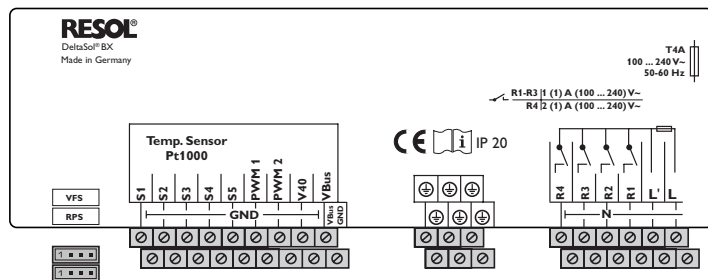 RESOL®
DeltaSol® BX
Made in Germany
T4A
100 ... 240 V~
50-60 Hz
R1-R3 1 (1) A (100 ... 240) V~
R4 2 (1) A (100 ... 240) V~
Temp. Sensor
Pt1000
IP 20
S1 S2 S3 S4 S5 PWM 1 PWM 2 V40 VBus
R4 R3 R2 R1 L' L
VFS
RPS
GND
VBus
GND
N
1
1